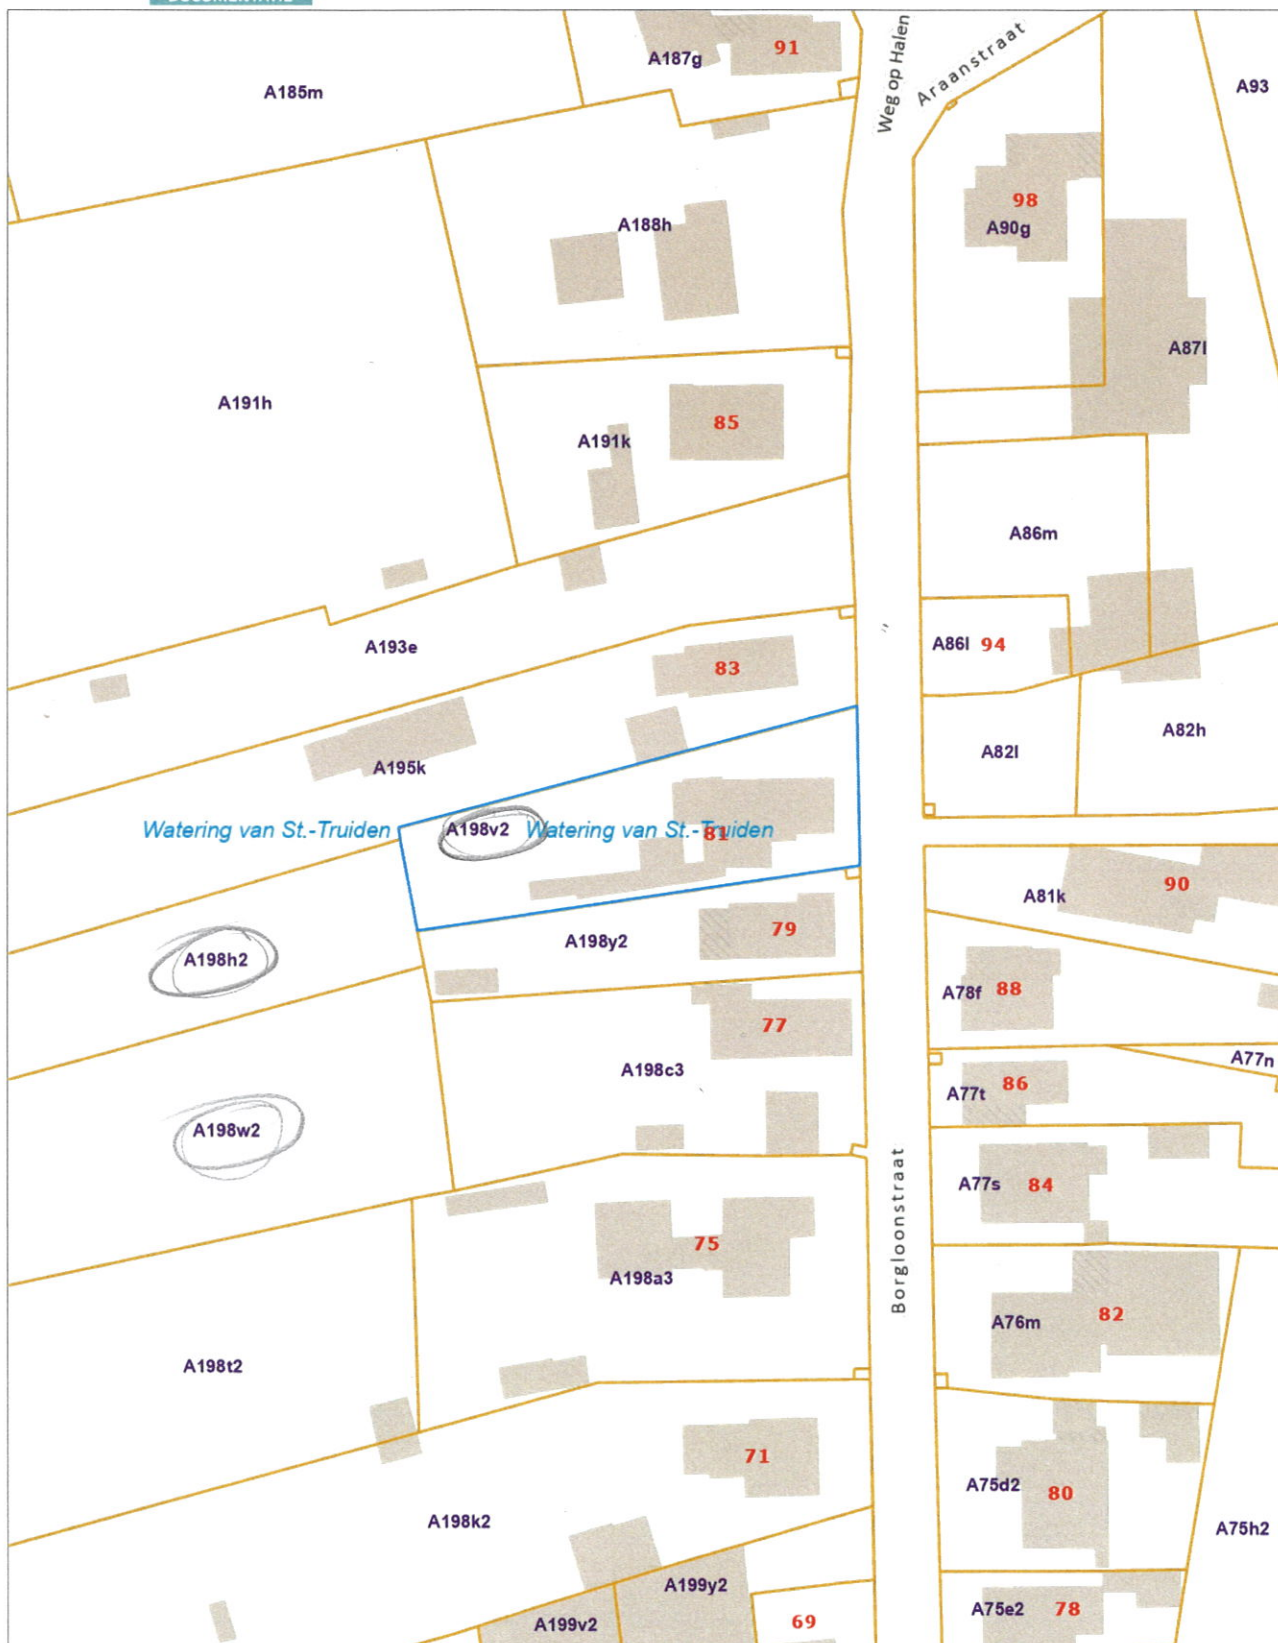 Weg op Halen
Araanstraat
91
A187g
A185m
A93
98
A90g
A188h
A87l
A191h
85
A191k
A86m
A193e
83
A86l 94
A195k
A82l
A82h
Watering van St.-Truiden
A198v2
Watering van St.-Truiden
81
A81k
90
79
A198y2
A198h2
A78f 88
77
A198c3
A77n
A77t
86
A198w2
Borgloonstraat
A77s 84
75
A198a3
A76m
82
A198t2
71
A75d2
80
A198k2
A75h2
A199y2
A199v2
69
A75e2 78